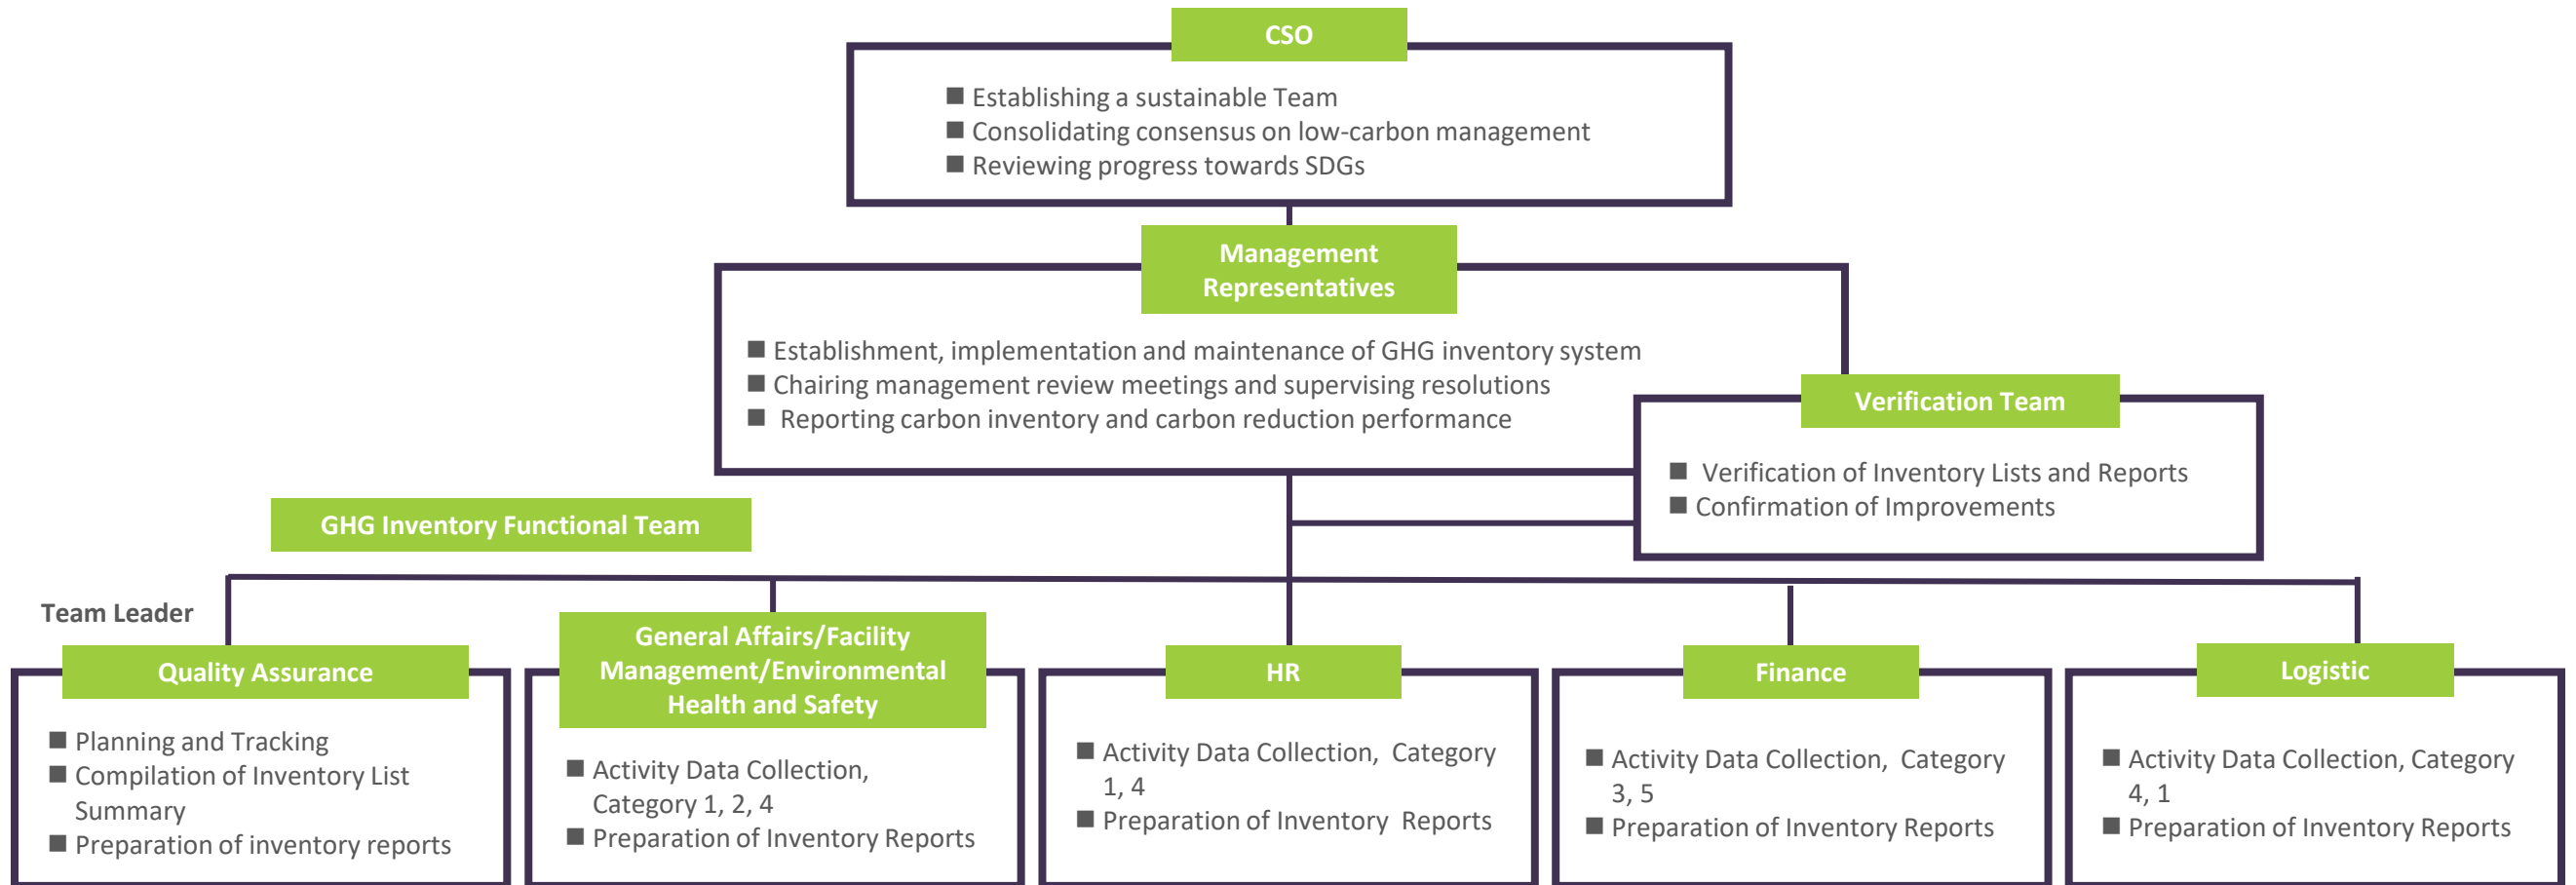 CSO
■ Establishing a sustainable Team
■ Consolidating consensus on low-carbon management
■ Reviewing progress towards SDGs
Management
Representatives
■ Establishment, implementation and maintenance of GHG inventory system
■ Chairing management review meetings and supervising resolutions
■ Reporting carbon inventory and carbon reduction performance
Verification Team
■ Verification of Inventory Lists and Reports
■ Confirmation of Improvements
GHG Inventory Functional Team
Team Leader
Quality Assurance
■ Planning and Tracking
■ Compilation of Inventory List
Summary
■ Preparation of inventory reports
General Affairs/Facility
Management/Environmental
Health and Safety
■ Activity Data Collection,
Category 1, 2, 4
■ Preparation of Inventory Reports
HR
■ Activity Data Collection, Category
1, 4
■ Preparation of Inventory Reports
Finance
■ Activity Data Collection, Category
3, 5
■ Preparation of Inventory Reports
Logistic
■ Activity Data Collection, Category
4, 1
■ Preparation of Inventory Reports